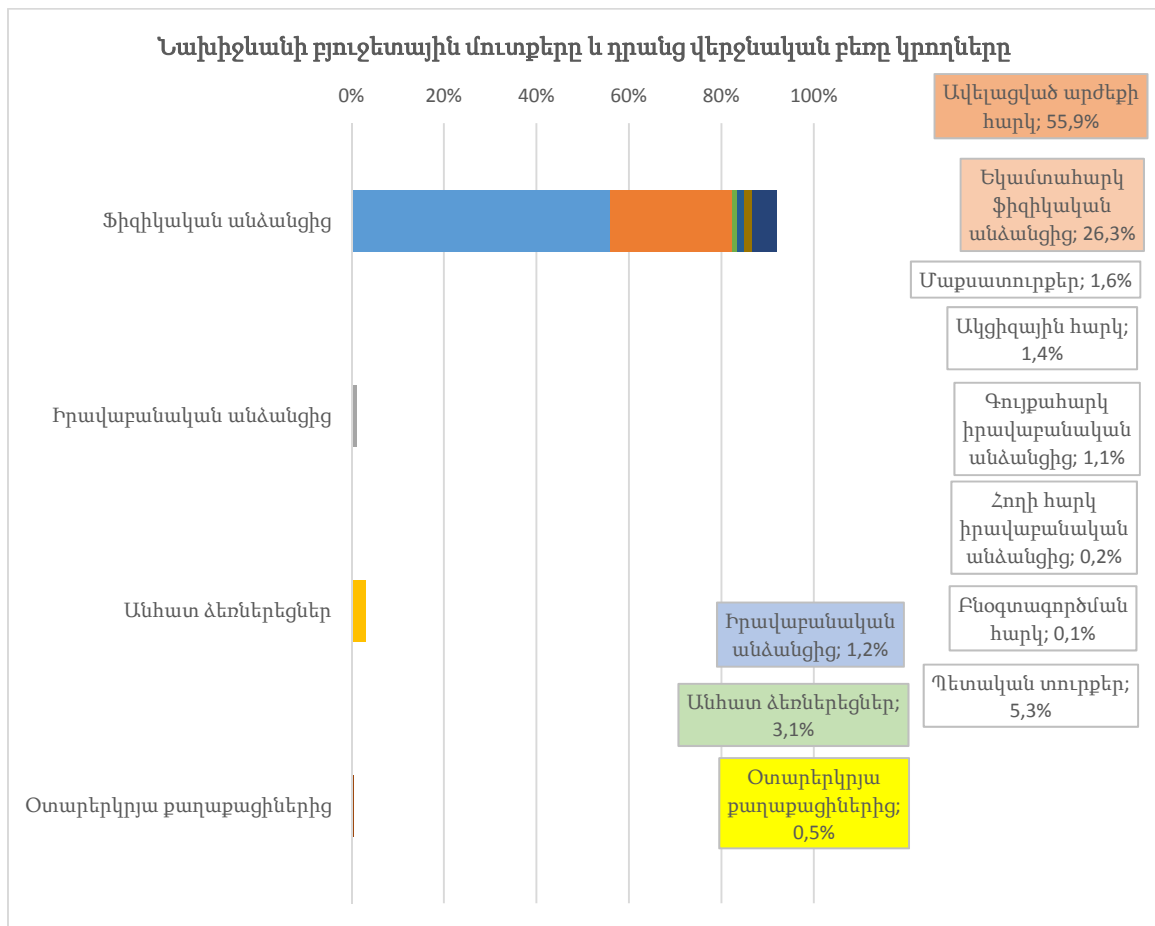 Նախիջևանի բյուջետային մուտքերը և դրանց վերջնական բեռը կրողները
0% 20% 40% 60% 80% 100%
Ֆիզիկական անձանցից
Իրավաբանական անձանցից
Անհատ ձեռներեցներ
Օտարերկրյա քաղաքացիներից
Ավելացված արժեքի
հարկ; 55,9%
Եկամտահարկ
ֆիզիկական
անձանցից; 26,3%
Մաքսատուրքեր; 1,6%
Ակցիզային հարկ;
1,4%
Գույքահարկ
իրավաբանական
անձանցից; 1,1%
Հողի հարկ
իրավաբանական
անձանցից; 0,2%
Բնօգտագործման
հարկ; 0,1%
Պետական տուրքեր;
5,3%
Իրավաբանական
անձանցից; 1,2%
Անհատ ձեռներեցներ;
3,1%
Օտարերկրյա
քաղաքացիներից;
0,5%